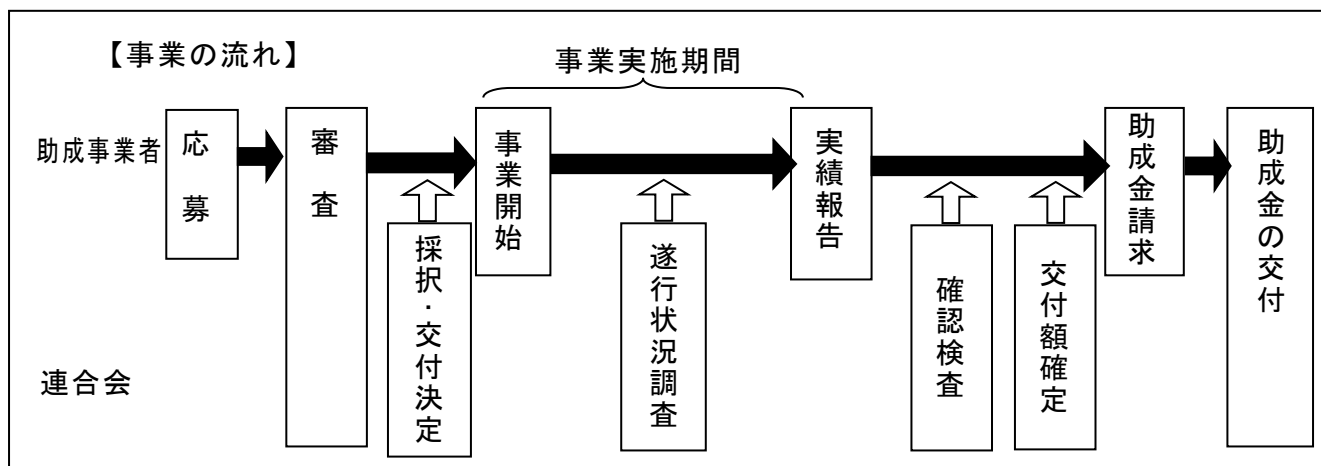 【事業の流れ】
事業実施期間
助成事業者
応募
審査
採択・交付決定
事業開始
遂行状況調査
実績報告
確認検査
交付額確定
助成金請求
助成金の交付
連合会